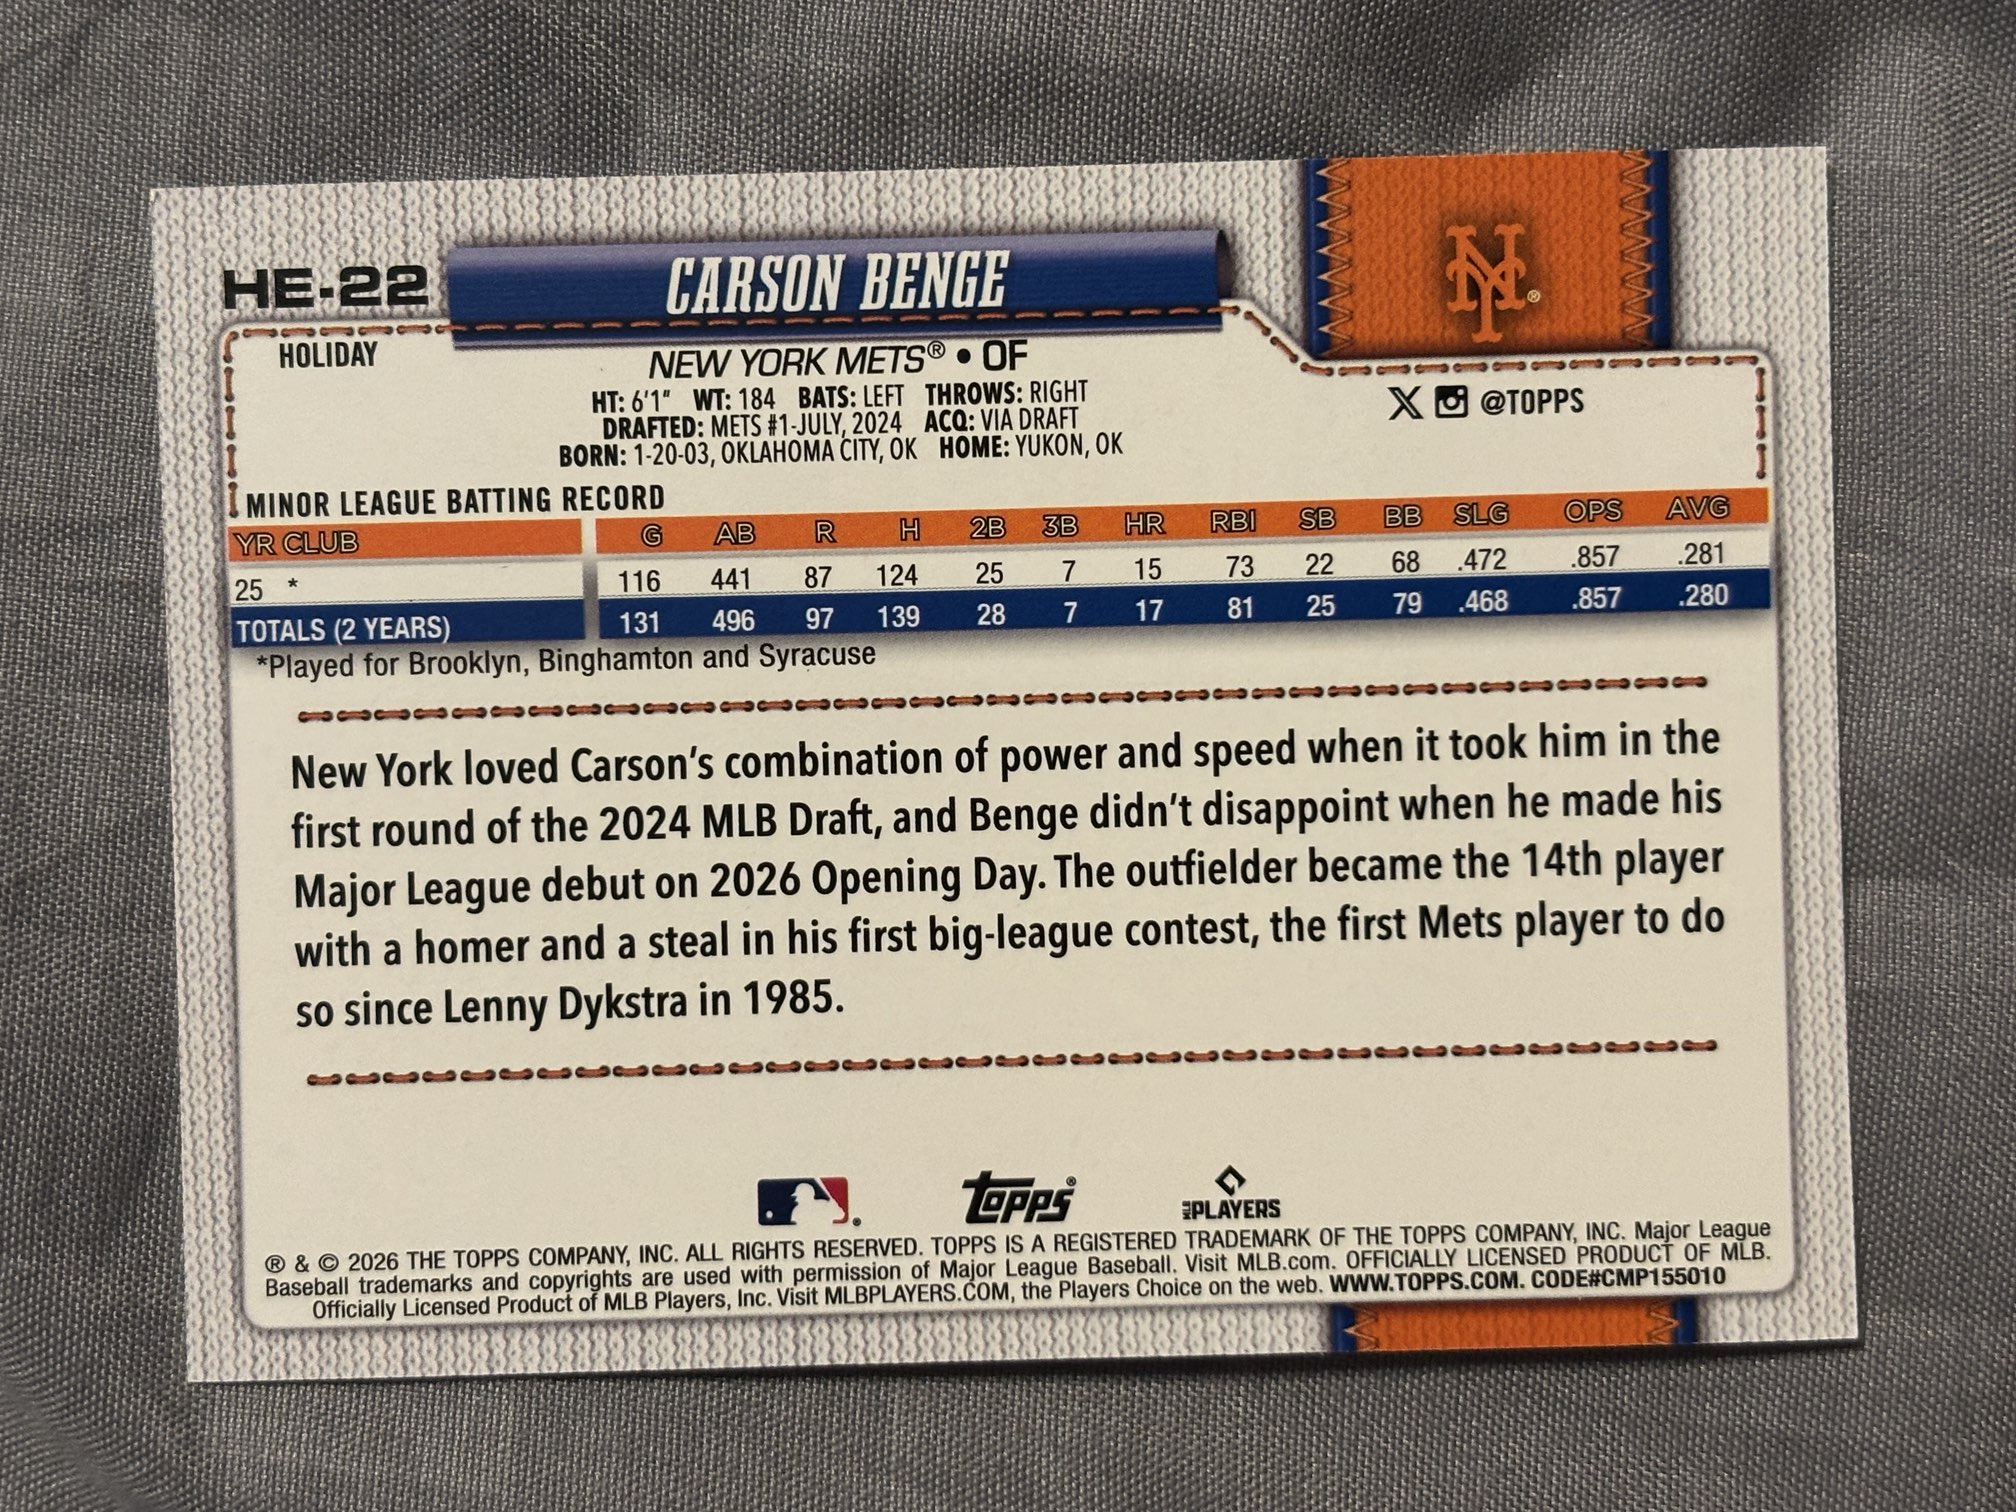 HE-22
CARSON BENGE
NY®
HOLIDAY
NEW YORK METS® • OF
HT: 6'1" WT: 184 BATS: LEFT THROWS: RIGHT
DRAFTED: METS #1-JULY, 2024 ACQ: VIA DRAFT
BORN: 1-20-03, OKLAHOMA CITY, OK HOME: YUKON, OK
X @TOPPS
MINOR LEAGUE BATTING RECORD
YR CLUB G AB R H 2B 3B HR RBI SB BB SLG OPS AVG
25 * 116 441 87 124 25 7 15 73 22 68 .472 .857 .281
TOTALS (2 YEARS) 131 496 97 139 28 7 17 81 25 79 .468 .857 .280
*Played for Brooklyn, Binghamton and Syracuse
New York loved Carson's combination of power and speed when it took him in the
first round of the 2024 MLB Draft, and Benge didn't disappoint when he made his
Major League debut on 2026 Opening Day. The outfielder became the 14th player
with a homer and a steal in his first big-league contest, the first Mets player to do
so since Lenny Dykstra in 1985.
topps® MLB PLAYERS
® & © 2026 THE TOPPS COMPANY, INC. ALL RIGHTS RESERVED. TOPPS IS A REGISTERED TRADEMARK OF THE TOPPS COMPANY, INC. Major League
Baseball trademarks and copyrights are used with permission of Major League Baseball. Visit MLB.com. OFFICIALLY LICENSED PRODUCT OF MLB.
Officially Licensed Product of MLB Players, Inc. Visit MLBPLAYERS.COM, the Players Choice on the web. WWW.TOPPS.COM. CODE#CMP155010